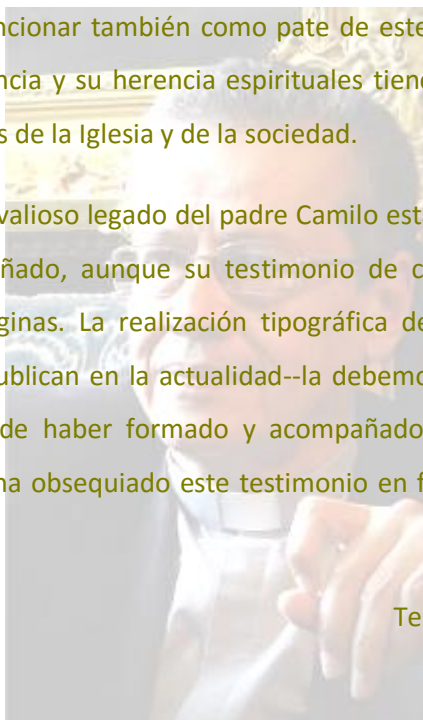 ncionar también como pate de este
ncia y su herencia espirituales tien
s de la Iglesia y de la sociedad.
valioso legado del padre Camilo est
ñado, aunque su testimonio de c
ginas. La realización tipográfica de
ublican en la actualidad--la debemo
de haber formado y acompañado
na obsequiado este testimonio en f
Te